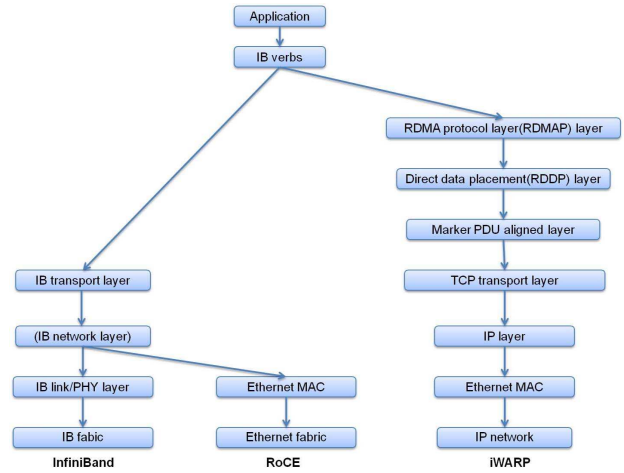 Application
IB verbs
RDMA protocol layer(RDMAP) layer
Direct data placement(RDDP) layer
Marker PDU aligned layer
IB transport layer
TCP transport layer
(IB network layer)
IP layer
IB link/PHY layer
Ethernet MAC
Ethernet MAC
IB fabic
Ethernet fabric
IP network
InfiniBand
RoCE
iWARP